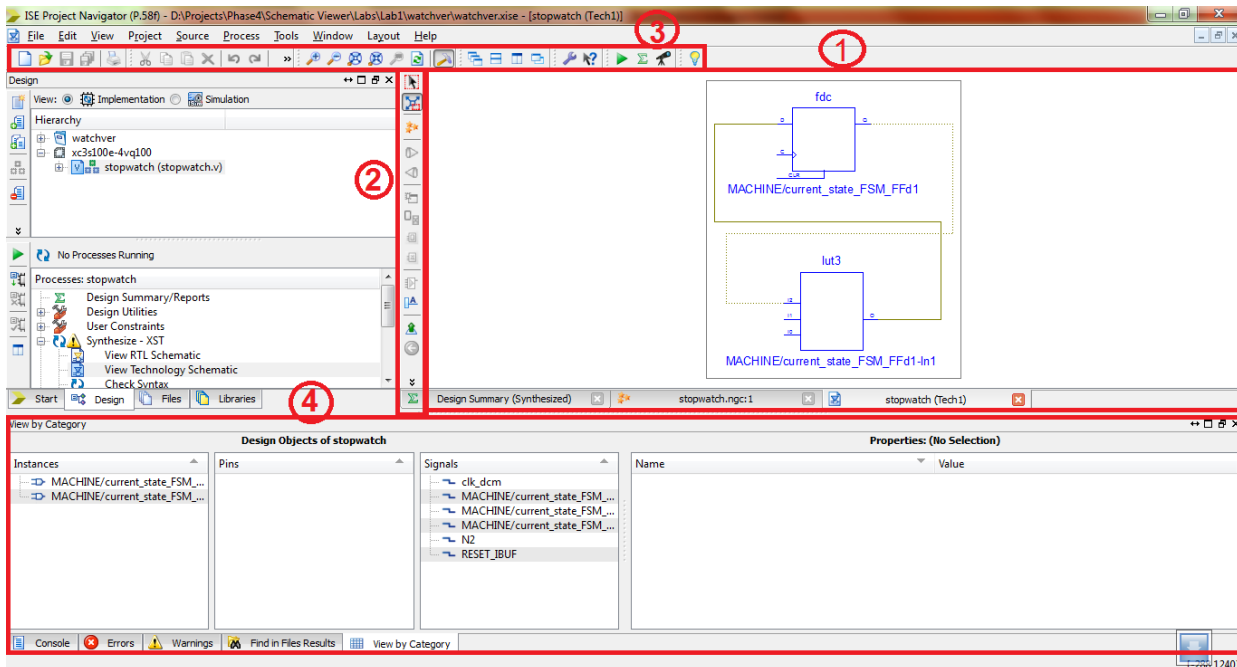 ISE Project Navigator (P.58f) - D:\Projects\Phase4\Schematic Viewer\Labs\Lab1\watchver\watchver.xise - [stopwatch (Tech1)]
File Edit View Project Source Process Tools Window Layout Help
3
1
Design
View: Implementation Simulation
Hierarchy
watchver
xc3s100e-4vq100
stopwatch (stopwatch.v)
2
No Processes Running
Processes: stopwatch
Design Summary/Reports
Design Utilities
User Constraints
Synthesize - XST
View RTL Schematic
View Technology Schematic
Check Syntax
Start Design Files Libraries
4
fdc
CLR
MACHINE/current_state_FSM_FFd1
lut3
MACHINE/current_state_FSM_FFd1-In1
Design Summary (Synthesized) stopwatch.ngc:1 stopwatch (Tech1)
View by Category
Design Objects of stopwatch Properties: (No Selection)
Instances Pins Signals Name Value
MACHINE/current_state_FSM_...
MACHINE/current_state_FSM_...
clk_dcm
MACHINE/current_state_FSM_...
MACHINE/current_state_FSM_...
MACHINE/current_state_FSM_...
N2
RESET_IBUF
Console Errors Warnings Find in Files Results View by Category